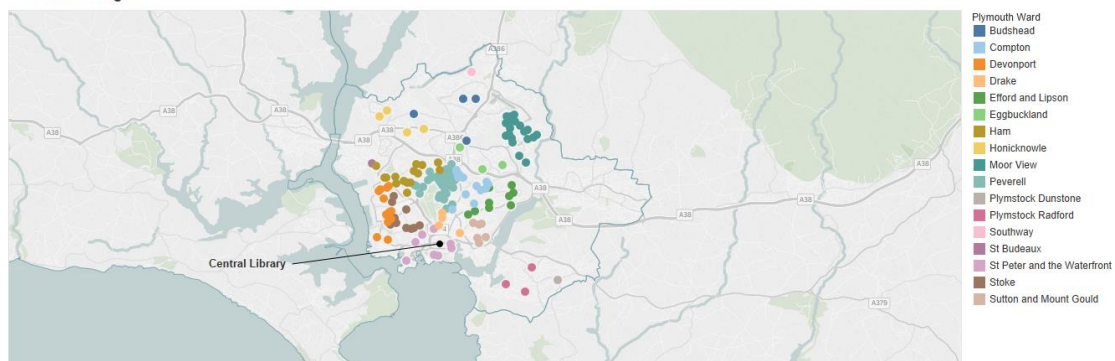 Plymouth Ward
Budshead
Compton
Devonport
Drake
Efford and Lipson
Eggbuckland
Ham
Honicknowle
Moor View
Peverell
Plymstock Dunstone
Plymstock Radford
Southway
St Budeaux
St Peter and the Waterfront
Stoke
Sutton and Mount Gould
A386
A38
A38
A38
A38
A38
A38
A38
A38
A38
A38
A38
A379
Central Library